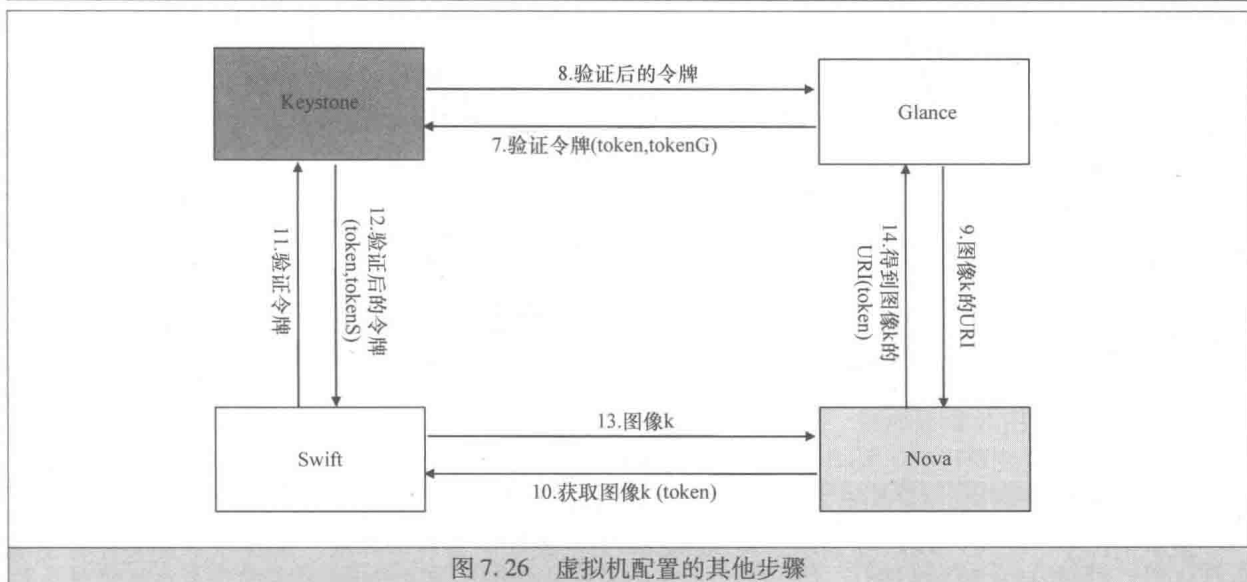 Keystone
8.验证后的令牌
Glance
7.验证令牌(token,tokenG)
11.验证令牌
12.验证后的令牌
(token,tokenS)
14.得到图像k的
URI(token)
9.图像k的URI
Swift
13.图像k
Nova
10.获取图像k (token)
图 7.26 虚拟机配置的其他步骤